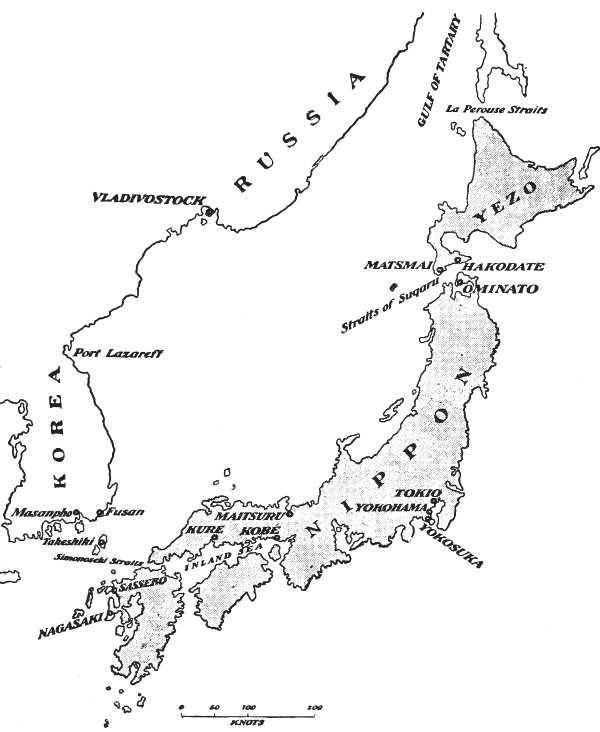 GULF OF TARTARY
La Perouse Straits
RUSSIA
YEZO
VLADIVOSTOCK
MATSMAI
HAKODATE
OMINATO
Straits of Sugaru
Port Lazareff
KOREA
NIPPON
TOKIO
YOKOHAMA
YOKOSUKA
Masanpho
Fusan
MAITSURU
KURE
KOBÉ
Takeshiki
INLAND SEA
Simonoseki Straits
SASSEBO
NAGASAKI
0 50 100 200
KNOTS